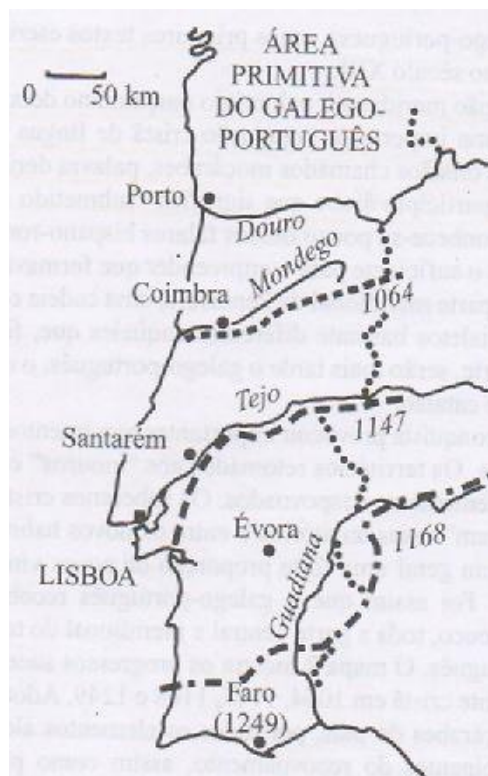 ÁREA
PRIMITIVA
DO GALEGO-
PORTUGUÊS
0 50 km
Porto
Douro
Mondego
Coimbra
1064
Tejo
1147
Santarém
Évora
1168
LISBOA
Guadiana
Faro
(1249)